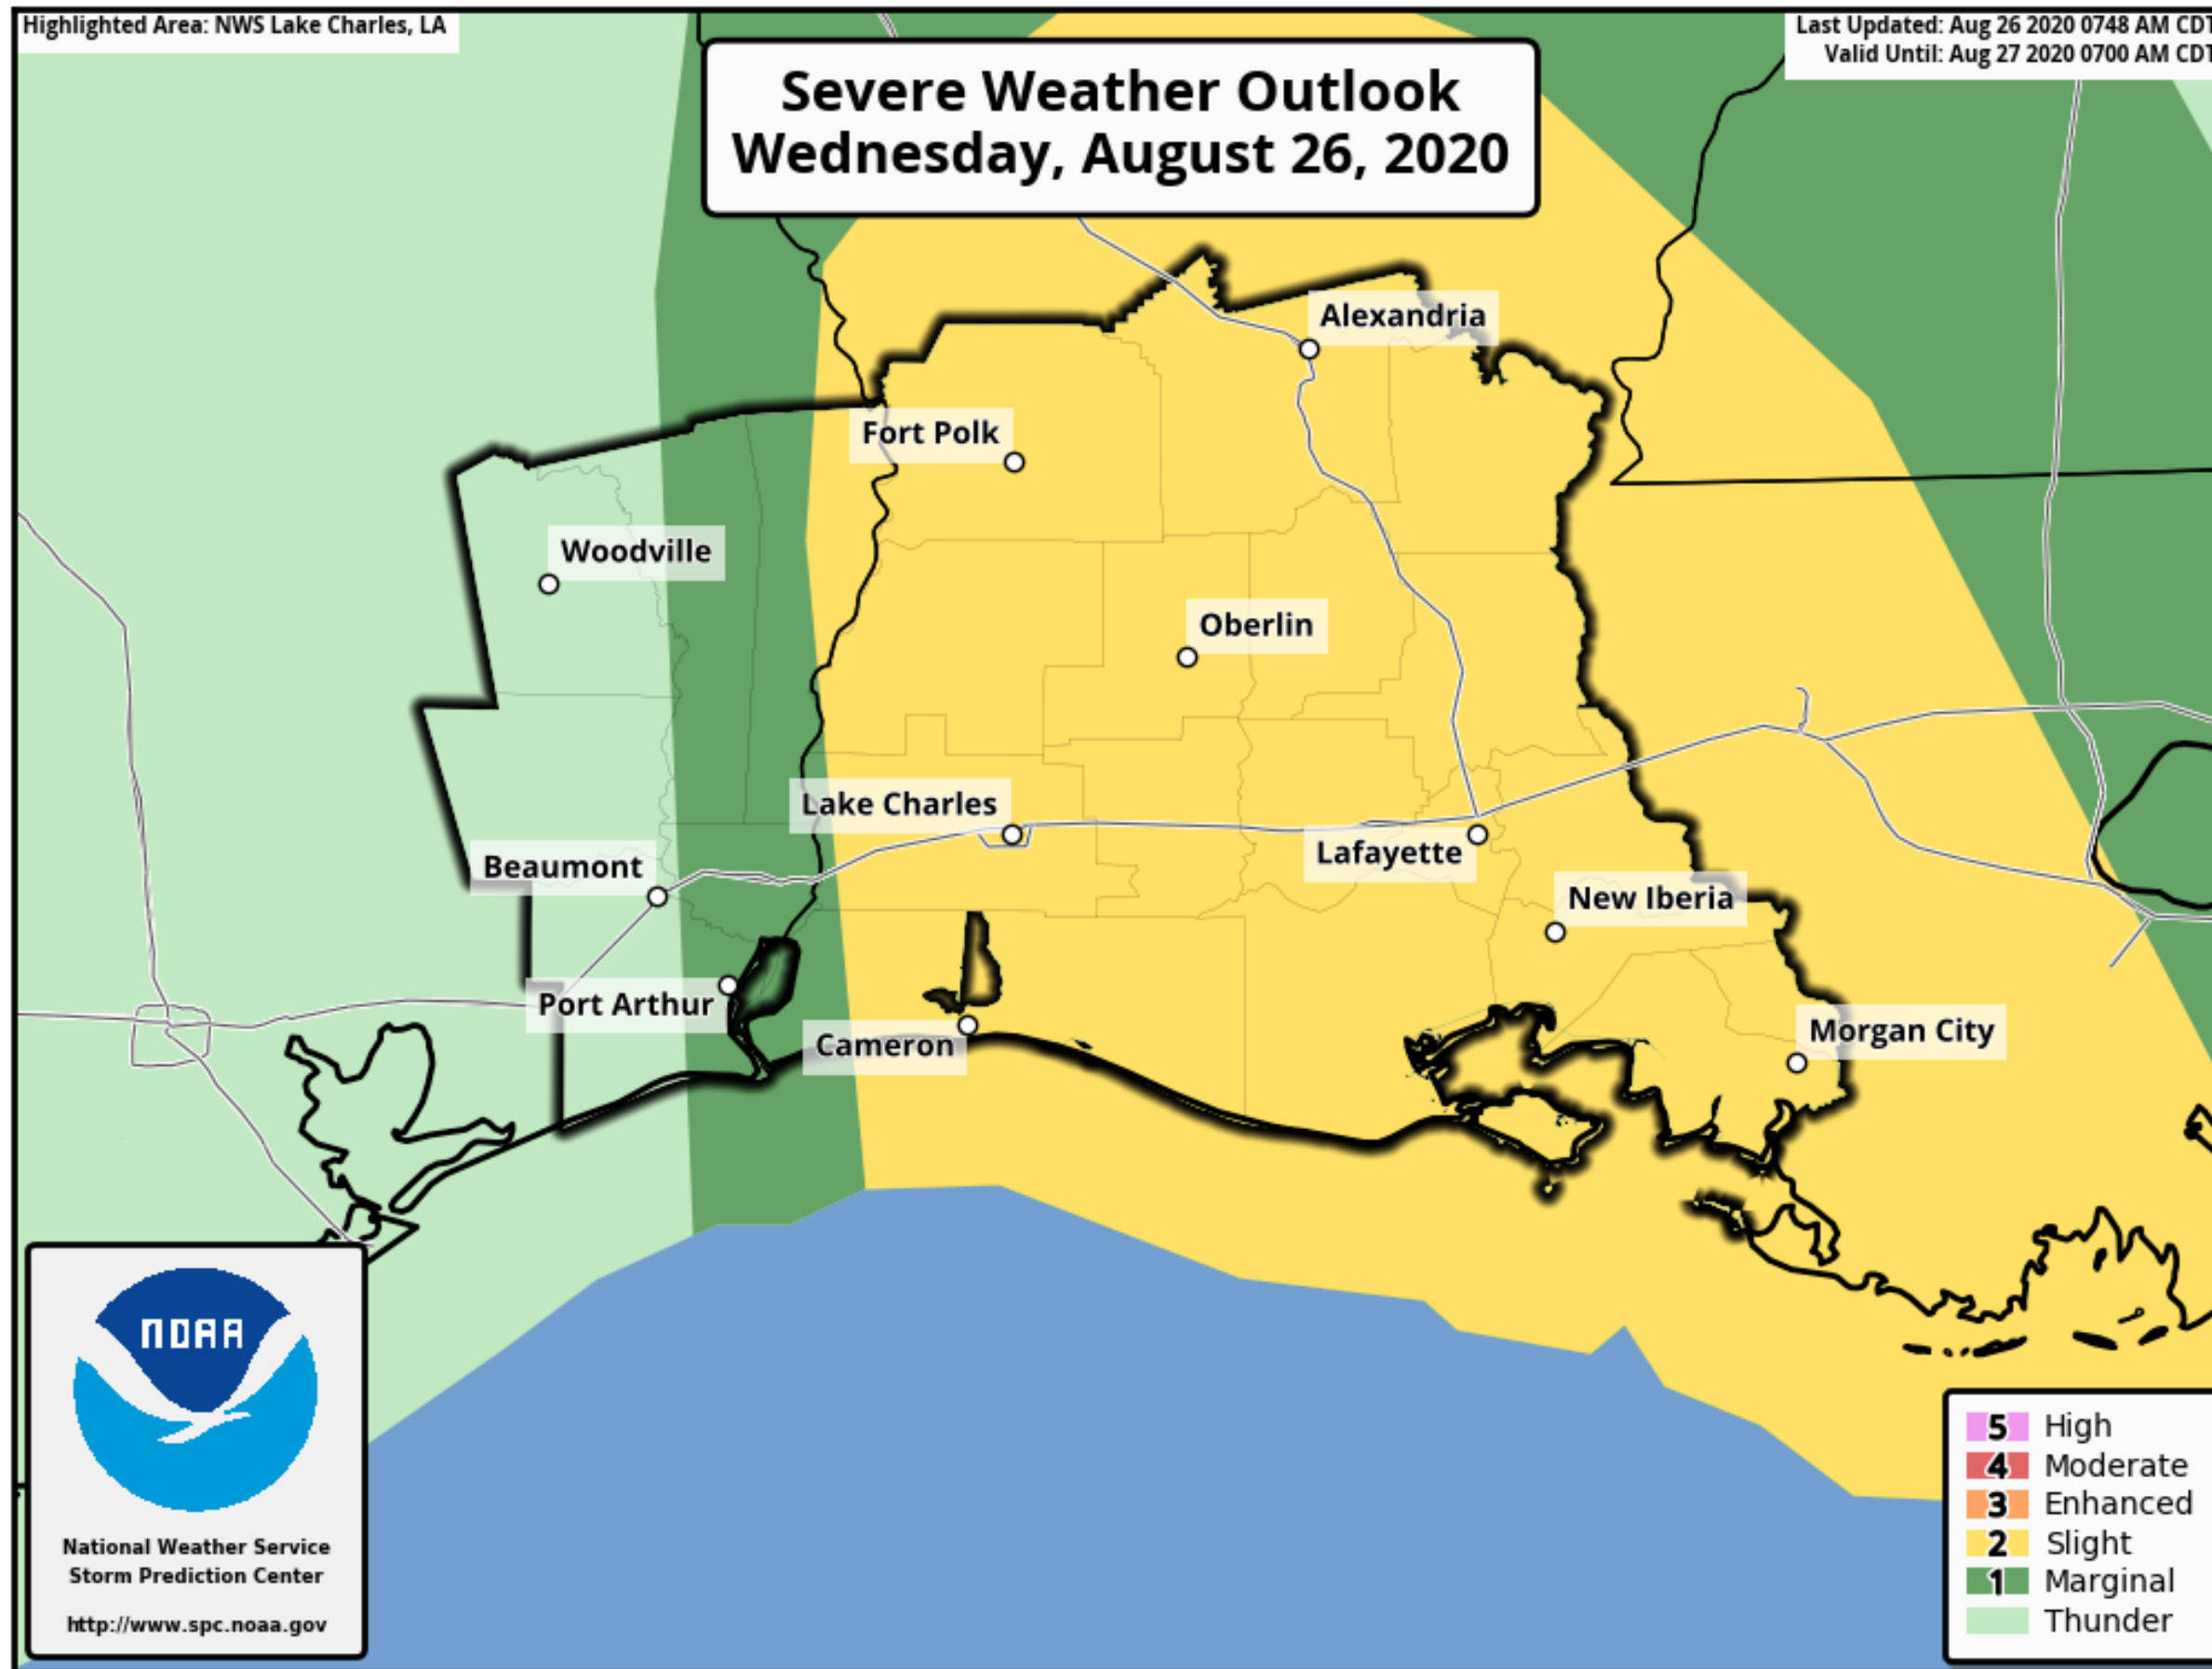 Highlighted Area: NWS Lake Charles, LA
Last Updated: Aug 26 2020 0748 AM CDT
Valid Until: Aug 27 2020 0700 AM CDT
Severe Weather Outlook
Wednesday, August 26, 2020
Alexandria
Fort Polk
Woodville
Oberlin
Lake Charles
Beaumont
Lafayette
New Iberia
Port Arthur
Cameron
Morgan City
NOAA
National Weather Service
Storm Prediction Center
http://www.spc.noaa.gov
5 High
4 Moderate
3 Enhanced
2 Slight
1 Marginal
Thunder